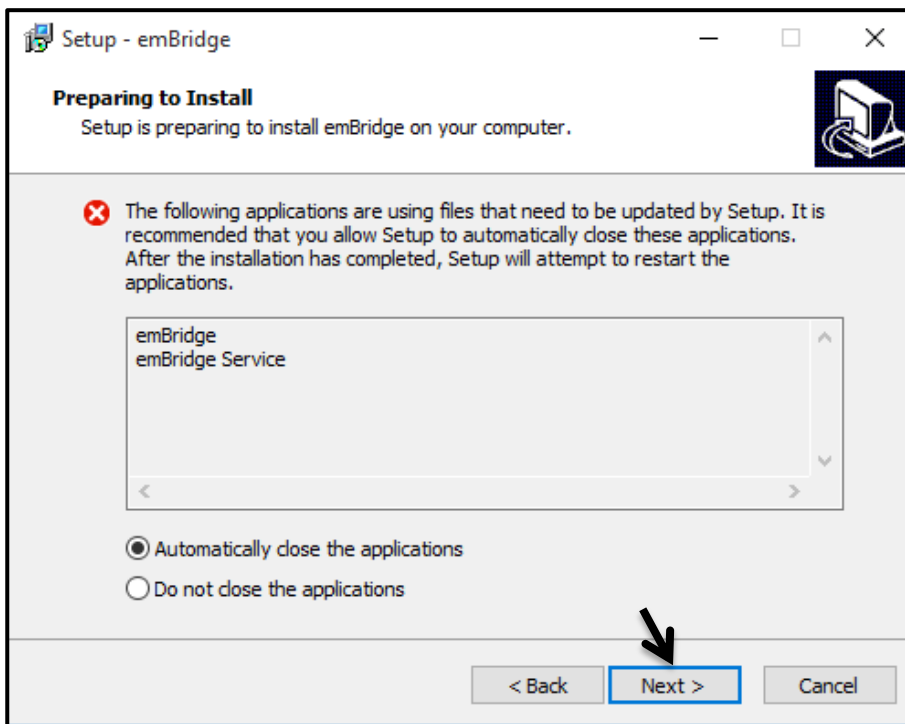 Setup - emBridge
Preparing to Install
Setup is preparing to install emBridge on your computer.
The following applications are using files that need to be updated by Setup. It is
recommended that you allow Setup to automatically close these applications.
After the installation has completed, Setup will attempt to restart the
applications.
emBridge
emBridge Service
Automatically close the applications
Do not close the applications
< Back Next > Cancel